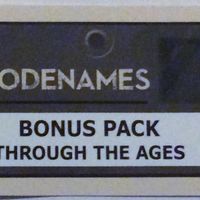 ODENAMES
BONUS PACK
THROUGH THE AGES